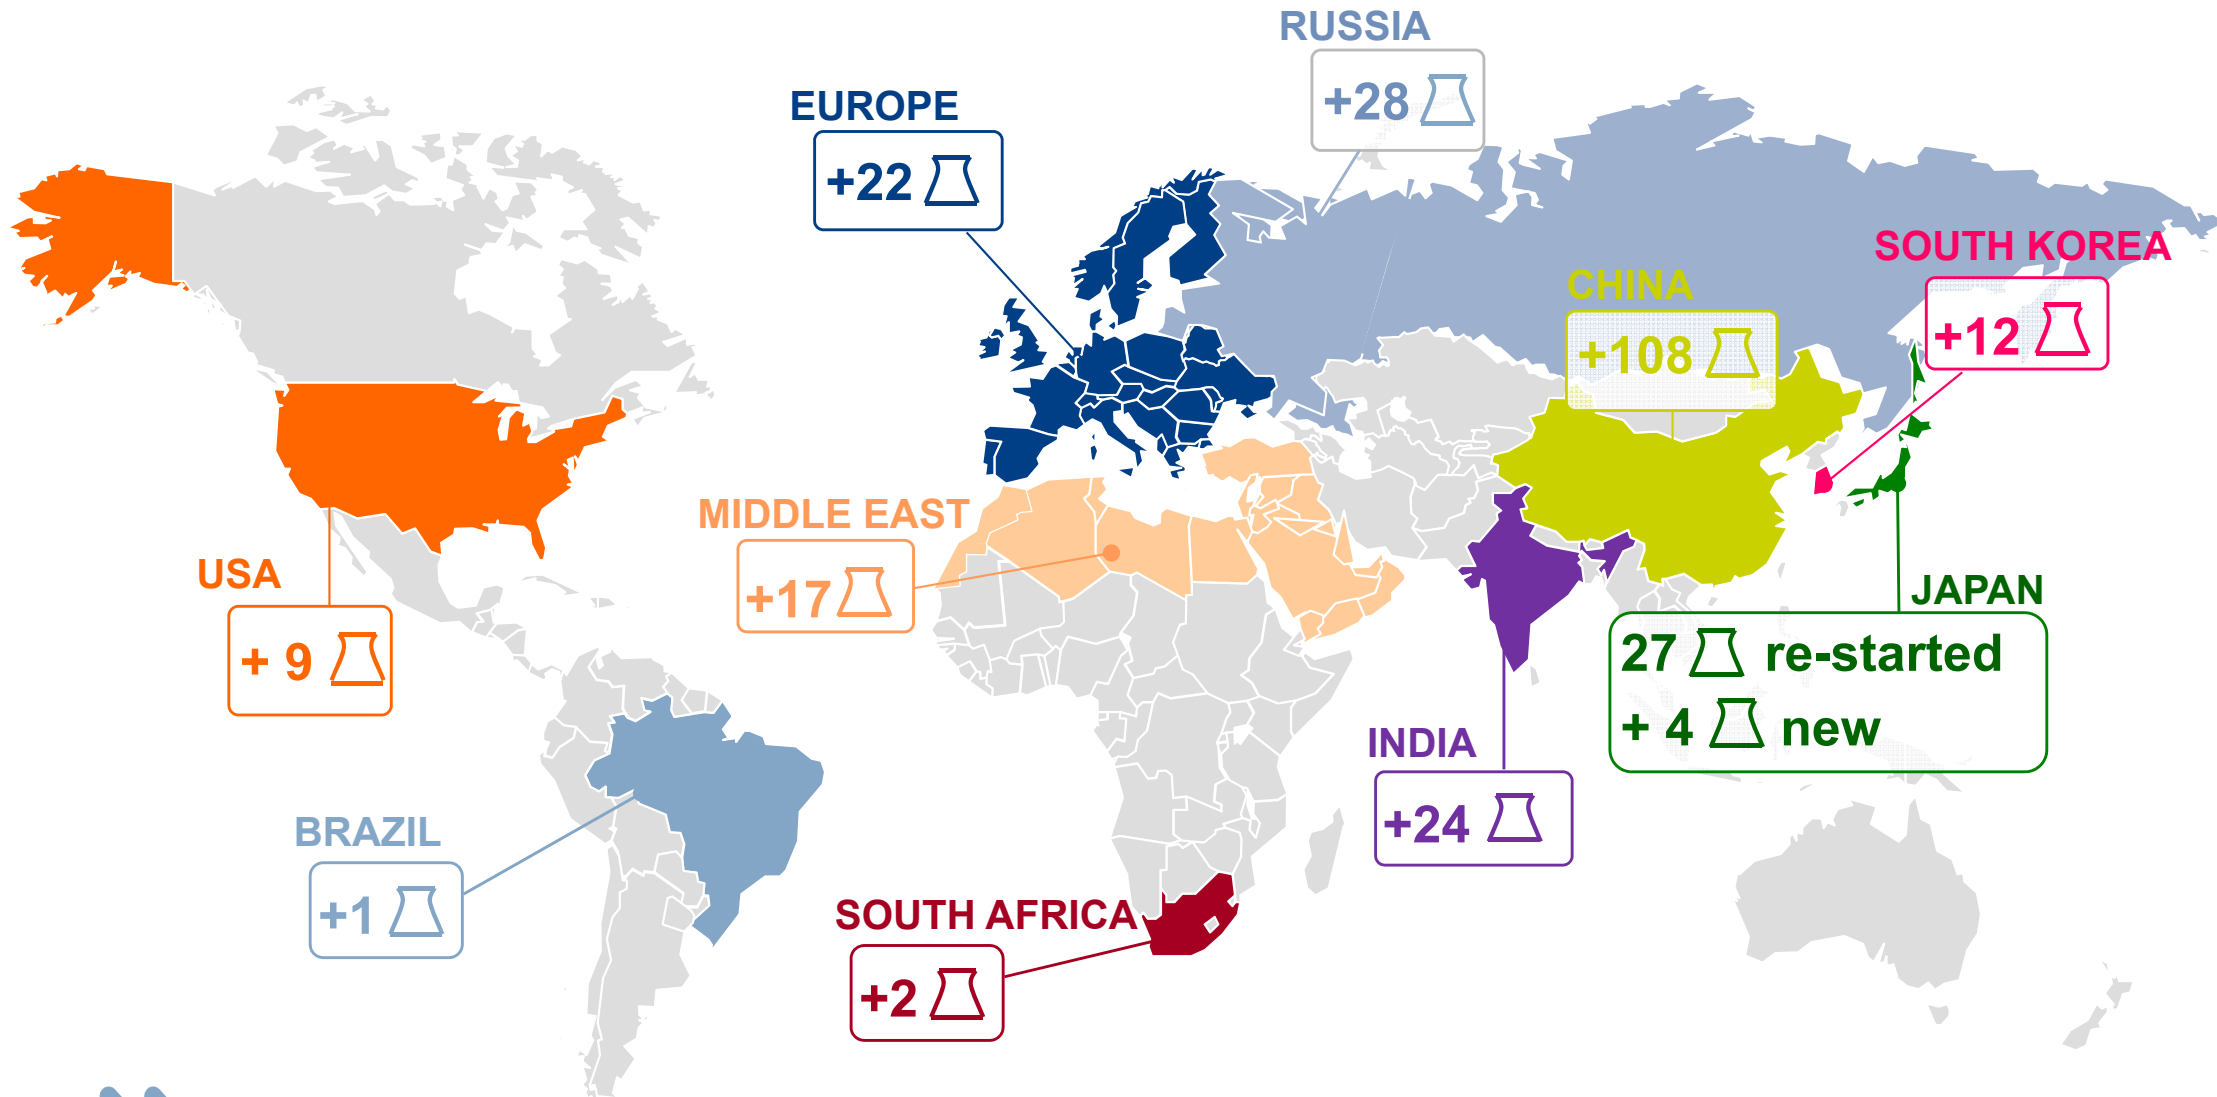 RUSSIA
+28
EUROPE
+22
SOUTH KOREA
+12
CHINA
+108
MIDDLE EAST
+17
USA
+ 9
JAPAN
27 re-started
+ 4 new
INDIA
+24
BRAZIL
+1
SOUTH AFRICA
+2